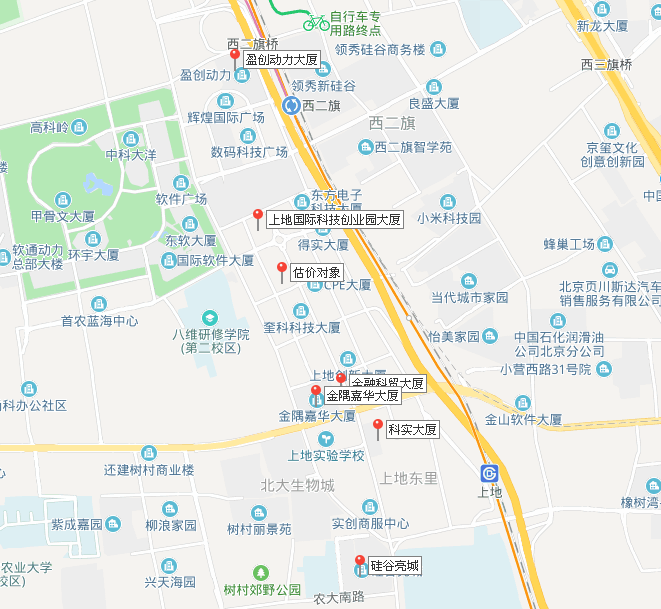 自行车专
用路终点
新龙大厦
西二旗桥
领秀硅谷商务楼
盈创动力大厦
西三旗桥
盈创动力
领秀新硅谷
良盛大厦
辉煌国际广场
西二旗
西二旗
高科岭
京玺文化
创意创新园
中科大洋
数码科技广场
西二旗智学苑
软件广场
东方电子
科技大厦
甲骨文大厦
上地国际科技创业园大厦
小米科技园
东软大厦
得实大厦
蜂巢工场
软通动力
总部大楼
环宇大厦
国际软件大厦
估价对象
CPE大厦
当代城市家园
北京页川斯达汽车
销售服务有限公司
首农蓝海中心
奎科科技大厦
八维研修学院
(第二校区)
怡美家园
中国石化润滑油
公司北京分公司
上地创新大厦
小营西路31号院
金融科贸大厦
金隅嘉华大厦
尚科办公社区
金隅嘉华大厦
金山软件大厦
科实大厦
上地实验学校
还建树村商业楼
北大生物城
上地东里
上地
橡树湾
紫成嘉园
柳浪家园
树村丽景苑
实创商服中心
农业大学
校区)
兴天海园
硅谷亮城
树村郊野公园
农大南路